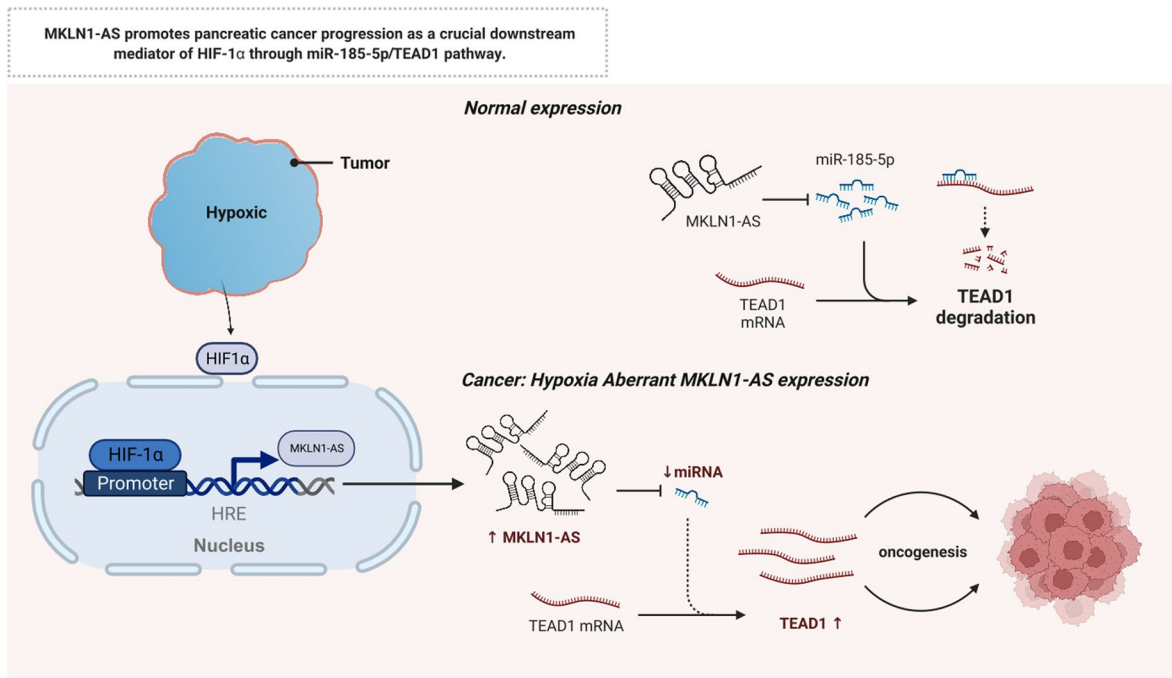 MKLN1-AS promotes pancreatic cancer progression as a crucial downstream
mediator of HIF-1α through miR-185-5p/TEAD1 pathway.
Normal expression
Tumor
Hypoxic
miR-185-5p
MKLN1-AS
TEAD1
mRNA
TEAD1
degradation
HIF1α
Cancer: Hypoxia Aberrant MKLN1-AS expression
HIF-1α
MKLN1-AS
Promoter
HRE
Nucleus
↑ MKLN1-AS
↓miRNA
oncogenesis
TEAD1 mRNA
TEAD1 ↑